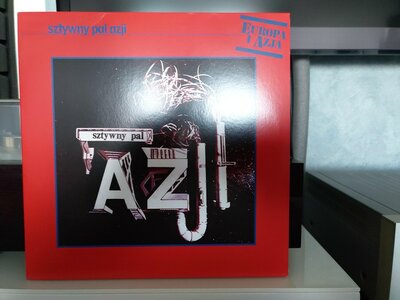 sztywny pal azji
EUROPA
I AZJA
sztywny pal
AZJI